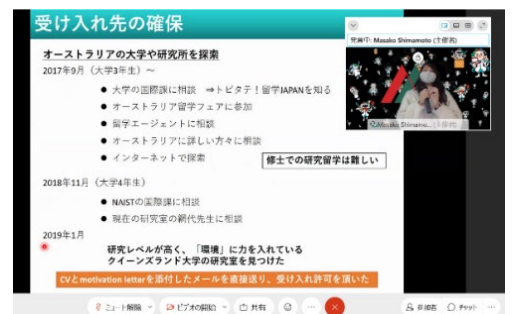 受け入れ先の確保
オーストラリアの大学や研究所を探索
2017年9月（大学3年生）～
● 大学の国際課に相談 ⇒トビタテ！留学JAPANを知る
● オーストラリア留学フェアに参加
● 留学エージェントに相談
● オーストラリアに詳しい方々に相談
● インターネットで探索
修士での研究留学は難しい
2018年11月（大学4年生）
● NAISTの国際課に相談
● 現在の研究室の網代先生に相談
2019年1月
研究レベルが高く、「環境」に力を入れている
クイーンズランド大学の研究室を見つけた
CVとmotivation letterを添付したメールを直接送り、受け入れ許可を頂いた
発言中: Masako Shimamoto (主催者)
Masako Shimamo... (主催者)
ミュート解除
ビデオの開始
共有
参加者
チャット